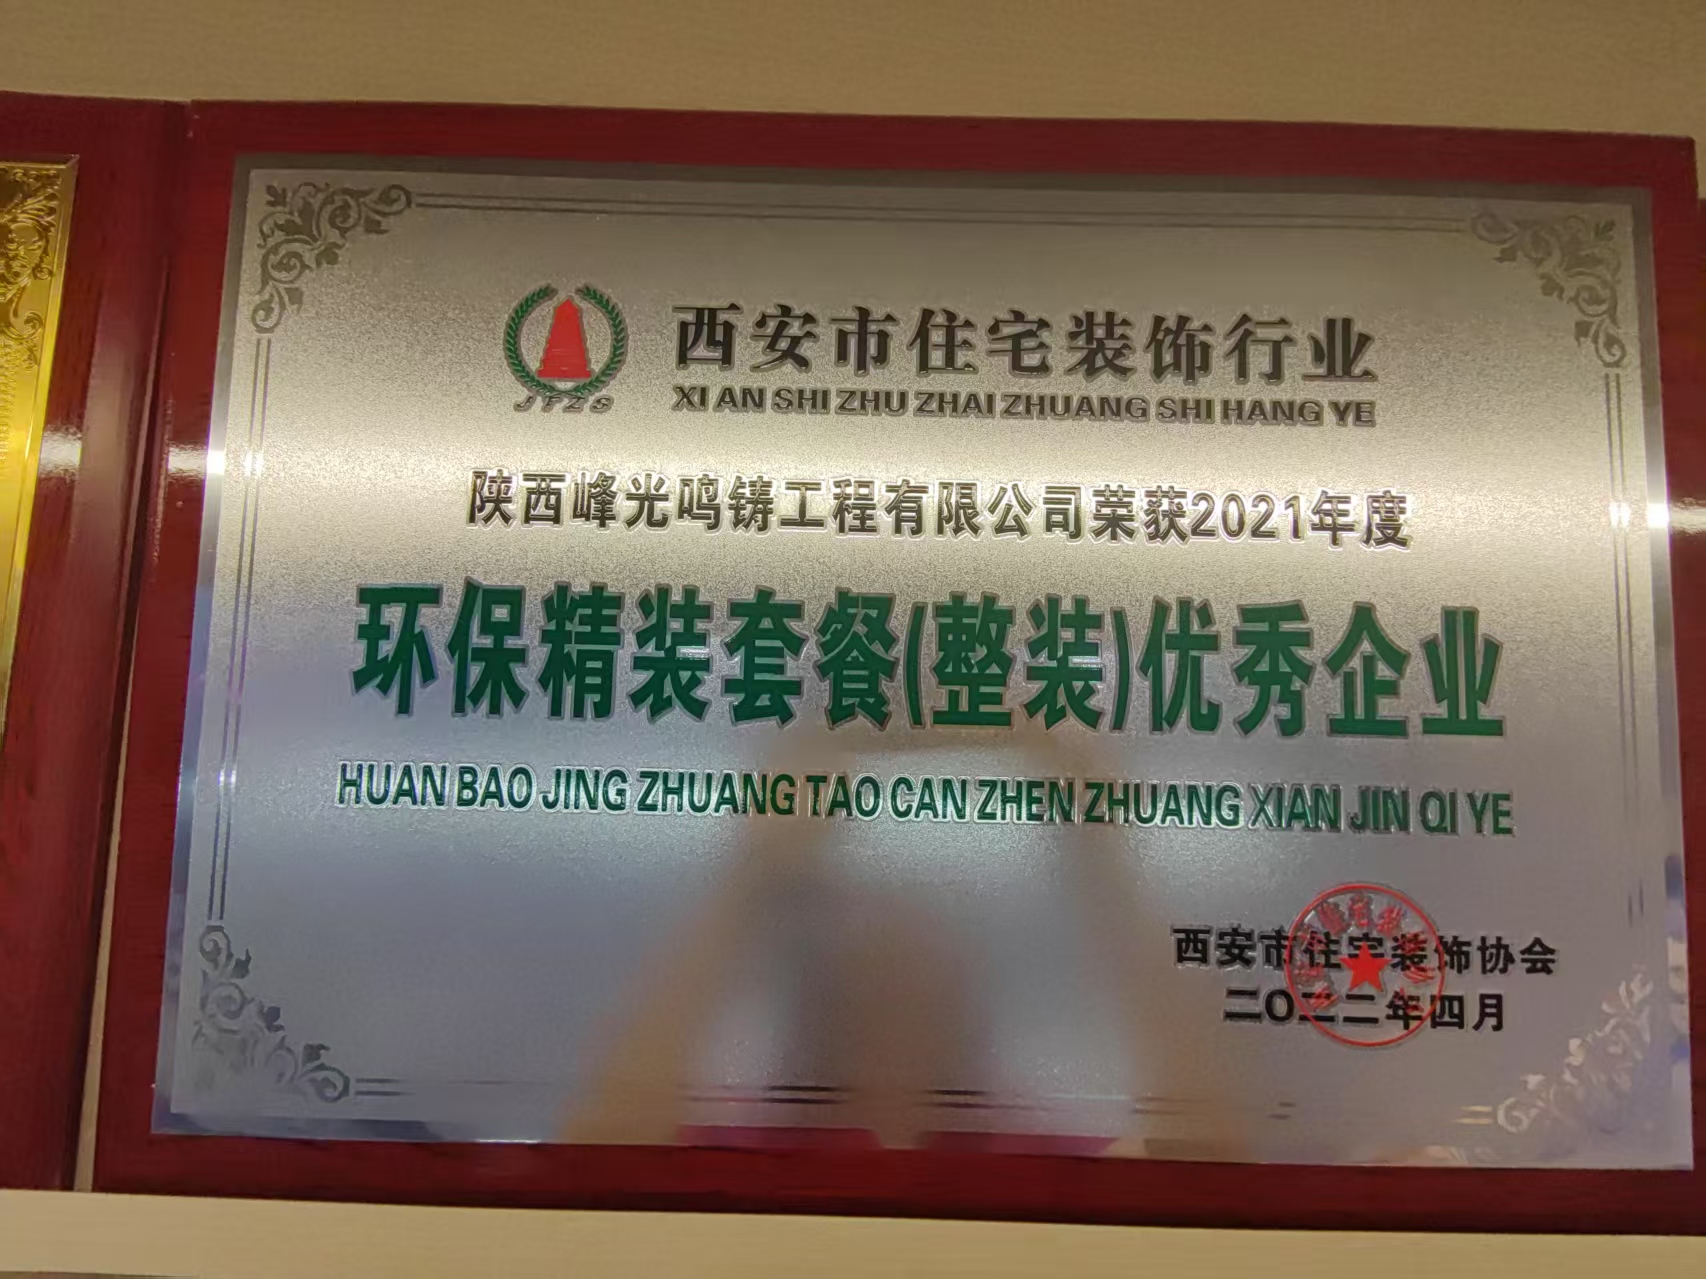 西安市住宅装饰行业
XI AN SHI ZHU ZHAI ZHUANG SHI HANG YE
陕西峰光鸣铸工程有限公司荣获2021年度
环保精装套餐(整装)优秀企业
HUAN BAO JING ZHUANG TAO CAN ZHEN ZHUANG XIAN JIN QI YE
西安市住宅装饰协会
二〇二二年四月